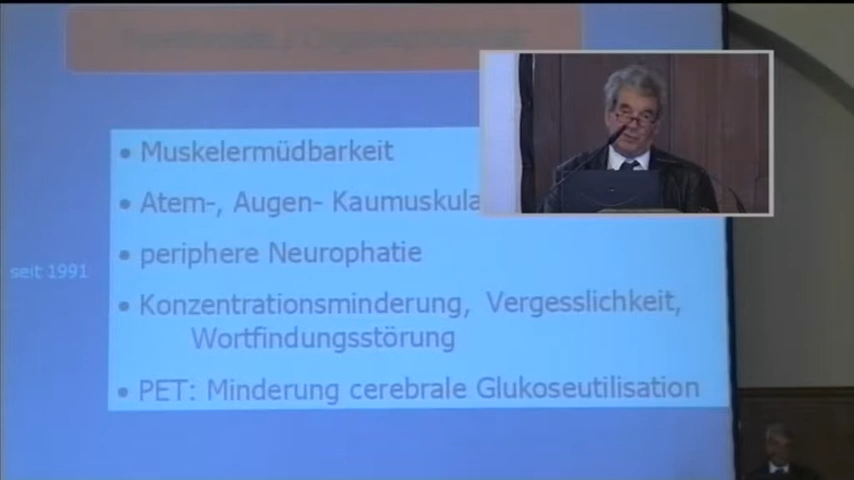 • Muskelermüdbarkeit
• Atem-, Augen- Kaumuskula
• periphere Neurophatie
seit 1991
• Konzentrationsminderung, Vergesslichkeit,
Wortfindungsstörung
• PET: Minderung cerebrale Glukoseutilisation